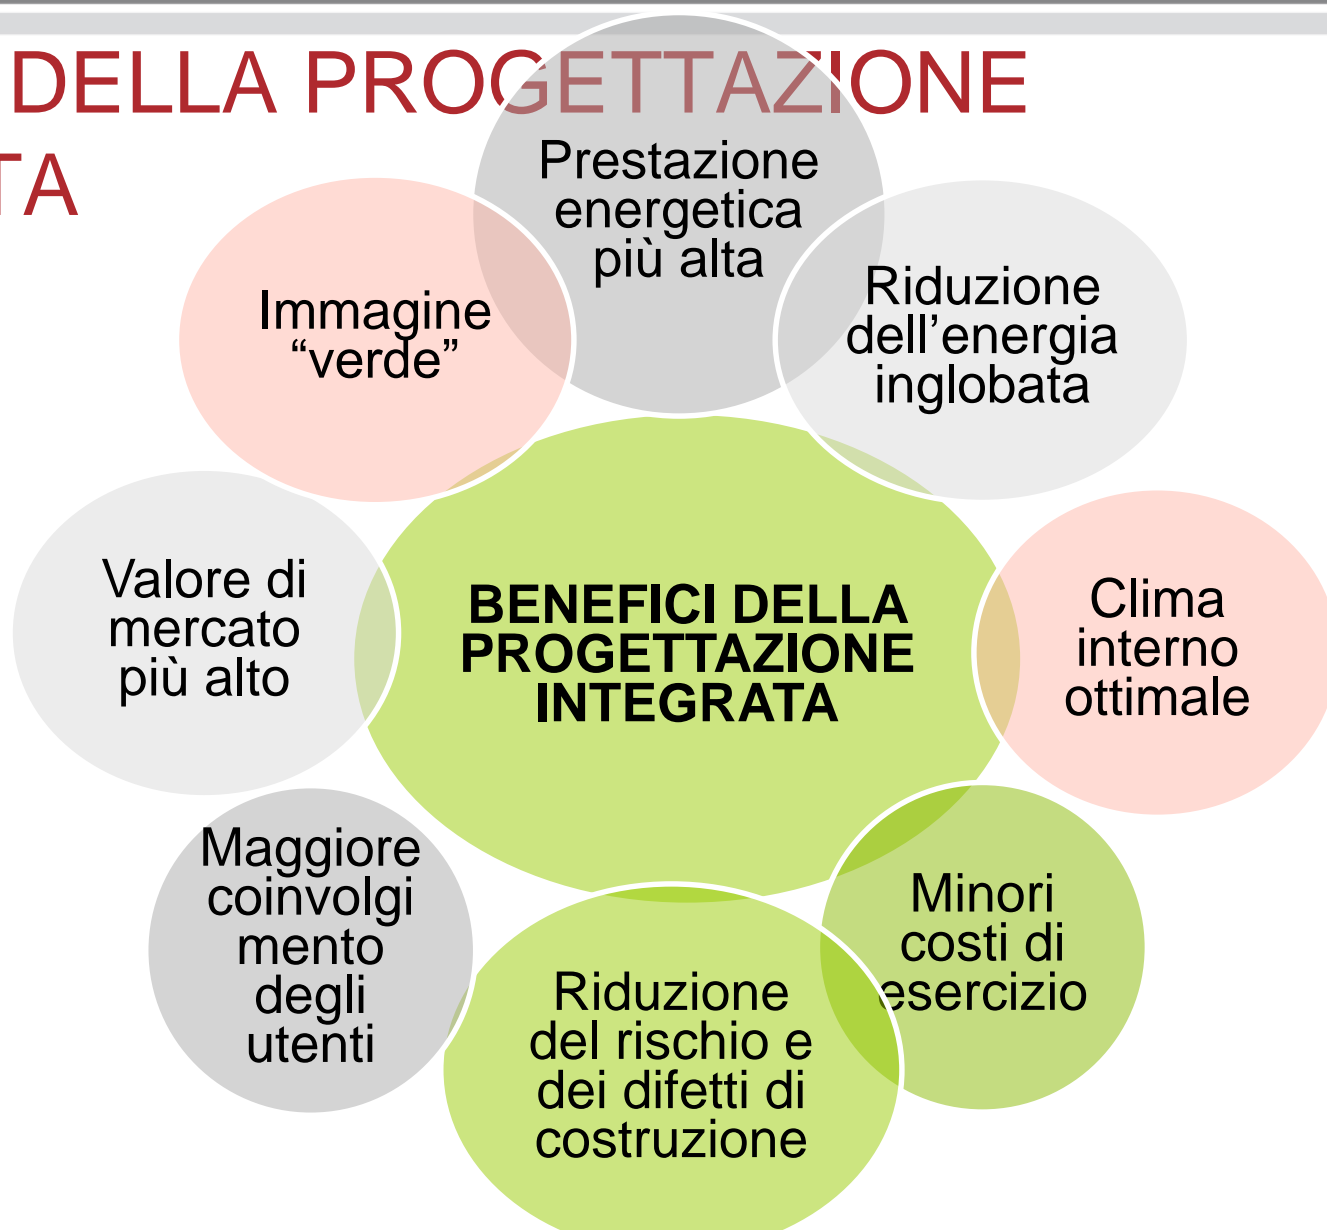 DELLA PROGETTAZIONE
TA
Prestazione
energetica
più alta
Riduzione
dell’energia
inglobata
Clima
interno
ottimale
Minori
costi di
esercizio
Riduzione
del rischio e
dei difetti di
costruzione
Maggiore
coinvolgi
mento
degli
utenti
Valore di
mercato
più alto
Immagine
“verde”
BENEFICI DELLA
PROGETTAZIONE
INTEGRATA